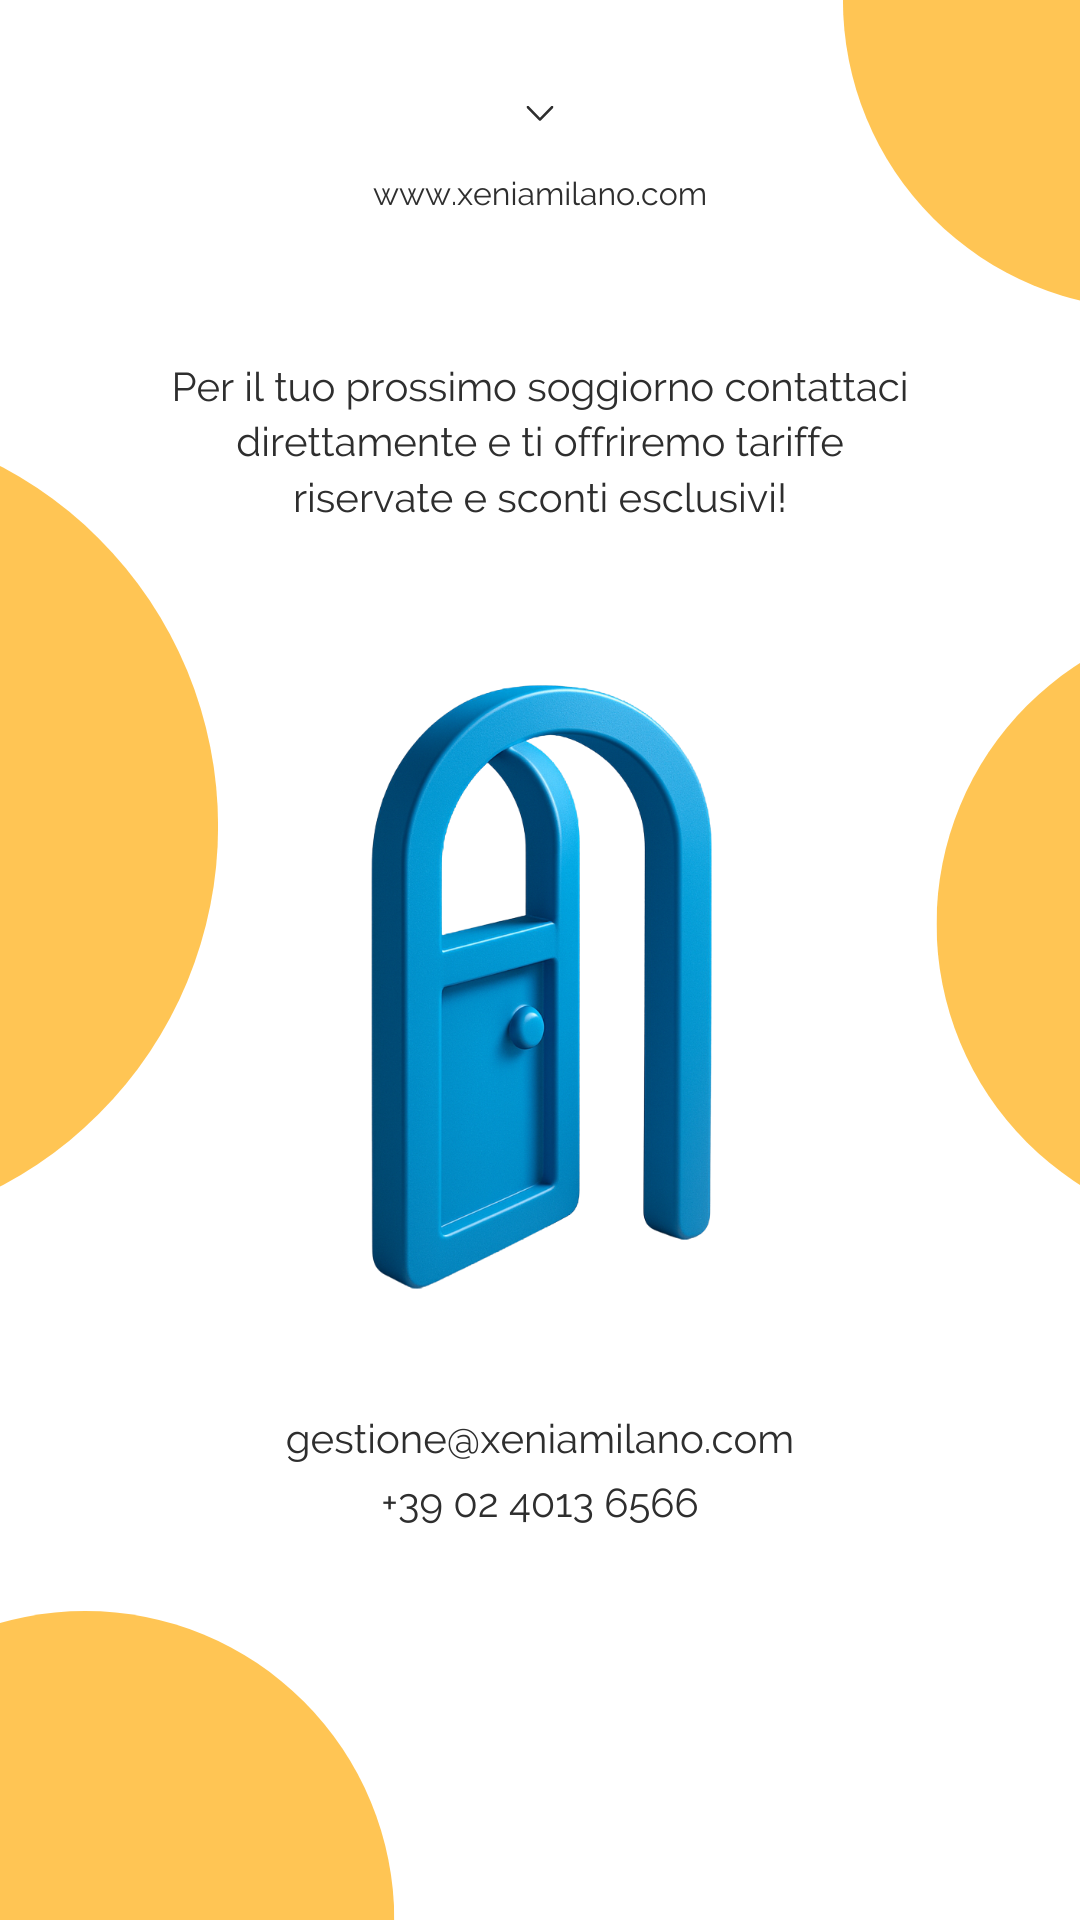 www.xeniamilano.com
Per il tuo prossimo soggiorno contattaci
direttamente e ti offriremo tariffe
riservate e sconti esclusivi!
gestione@xeniamilano.com
+39 02 4013 6566